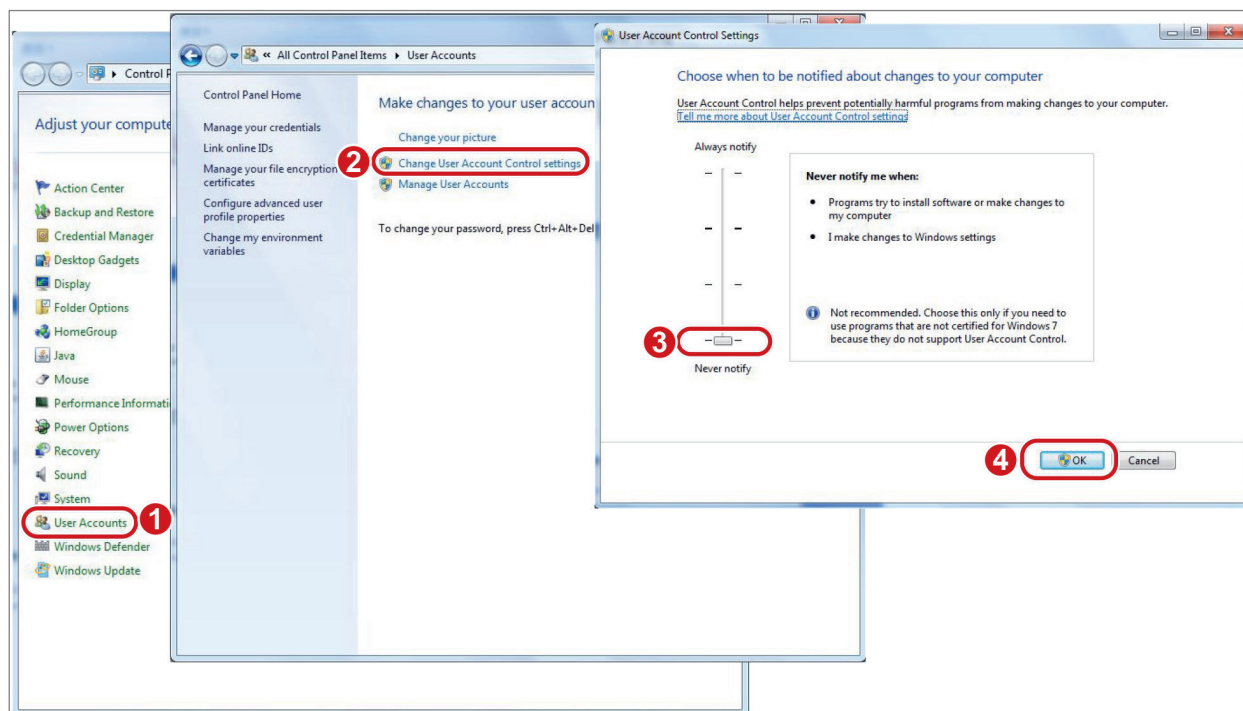 Control P
Adjust your compute
Action Center
Backup and Restore
Credential Manager
Desktop Gadgets
Display
Folder Options
HomeGroup
Java
Mouse
Performance Informati
Power Options
Recovery
Sound
System
User Accounts
1
Windows Defender
Windows Update
« All Control Panel Items ▸ User Accounts
Control Panel Home
Manage your credentials
Link online IDs
Manage your file encryption
certificates
Configure advanced user
profile properties
Change my environment
variables
Make changes to your user accoun
Change your picture
2
Change User Account Control settings
Manage User Accounts
To change your password, press Ctrl+Alt+Del
User Account Control Settings
Choose when to be notified about changes to your computer
User Account Control helps prevent potentially harmful programs from making changes to your computer.
Tell me more about User Account Control settings
Always notify
3
Never notify
Never notify me when:
• Programs try to install software or make changes to
my computer
• I make changes to Windows settings
Not recommended. Choose this only if you need to
use programs that are not certified for Windows 7
because they do not support User Account Control.
4
OK
Cancel